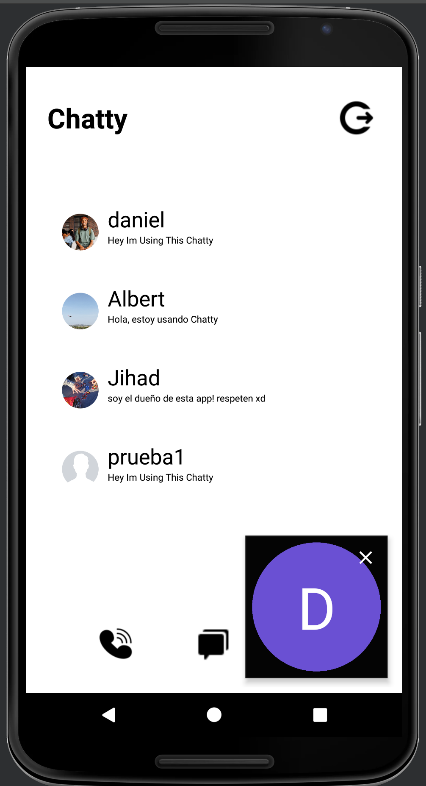 Chatty
daniel
Hey Im Using This Chatty
Albert
Hola, estoy usando Chatty
Jihad
soy el dueño de esta app! respeten xd
prueba1
Hey Im Using This Chatty
D